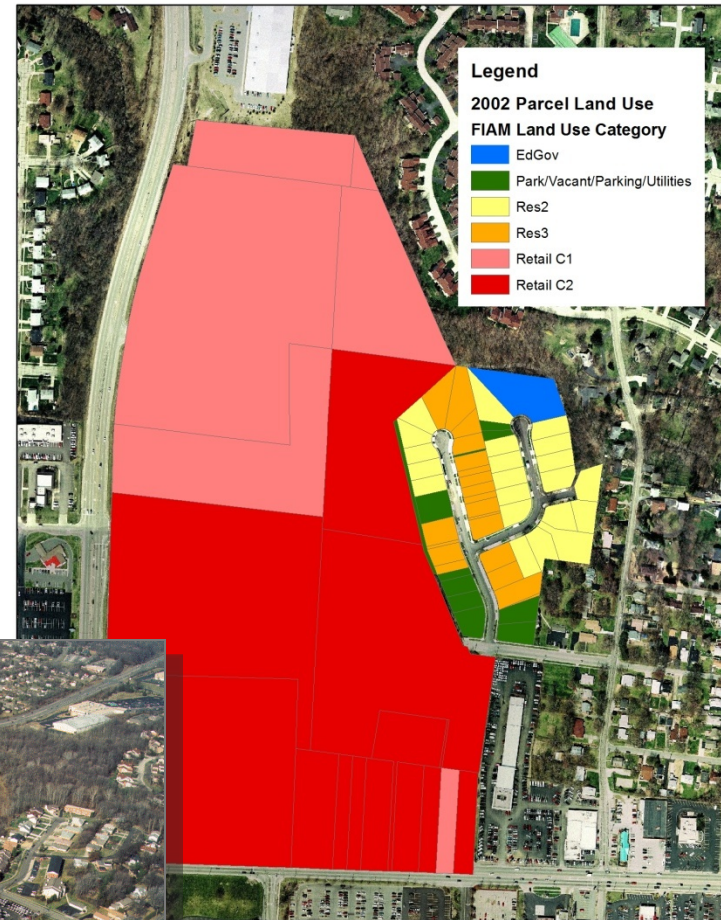 Legend
2002 Parcel Land Use
FIAM Land Use Category
EdGov
Park/Vacant/Parking/Utilities
Res2
Res3
Retail C1
Retail C2